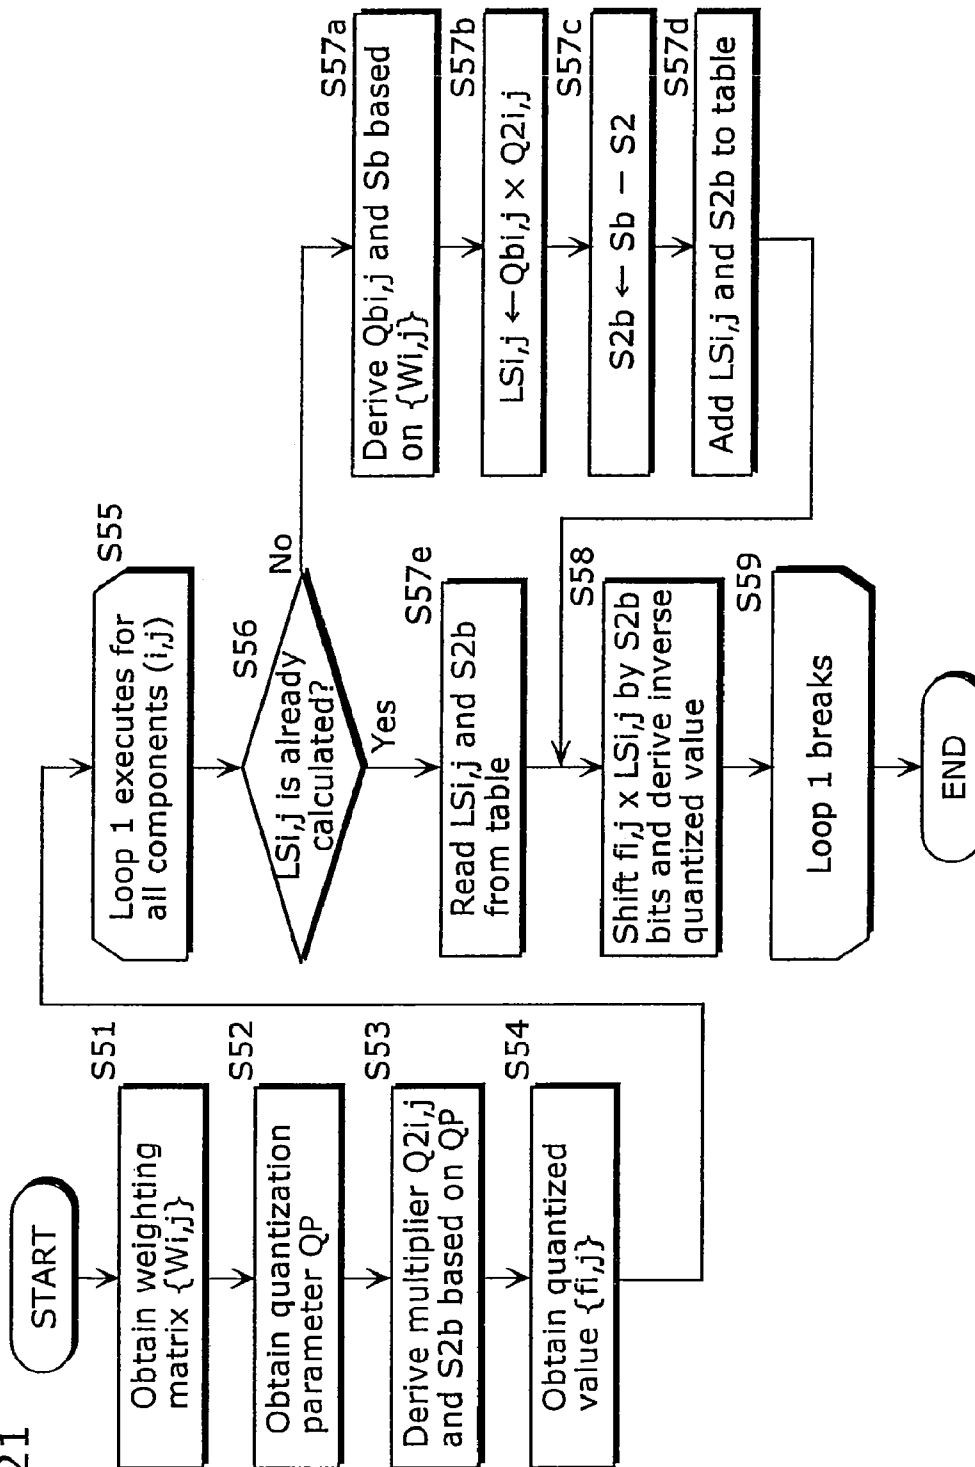 21
START
S51
Obtain weighting
matrix {Wi,j}
S52
Obtain quantization
parameter QP
S53
Derive multiplier Q2i,j
and S2b based on QP
S54
Obtain quantized
value {fi,j}
S55
Loop 1 executes for
all components (i,j)
S56
LSi,j is already
calculated?
No
Yes
S57e
Read LSi,j and S2b
from table
S58
Shift fi,j x LSi,j by S2b
bits and derive inverse
quantized value
S59
Loop 1 breaks
END
S57a
Derive Qbi,j and Sb based
on {Wi,j}
S57b
LSi,j ←Qbi,j × Q2i,j
S57c
S2b ← Sb − S2
S57d
Add LSi,j and S2b to table